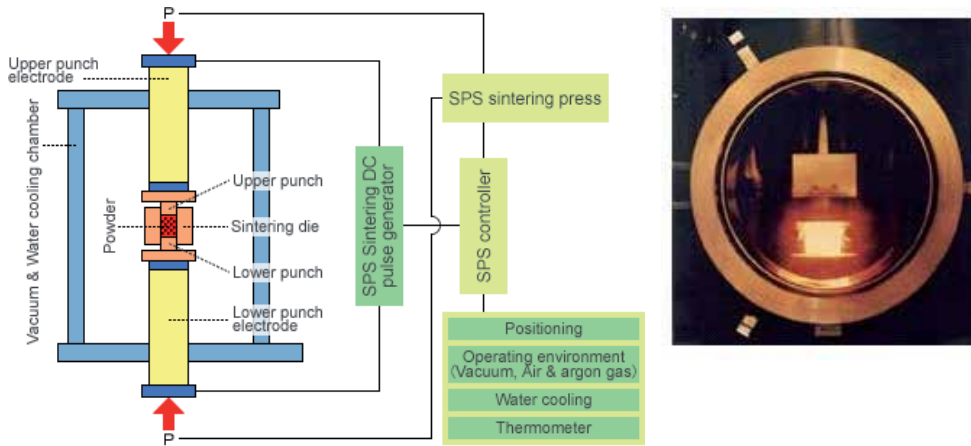 P
Upper punch
electrode
Vacuum & Water cooling chamber
Powder
Upper punch
Sintering die
Lower punch
Lower punch
electrode
P
SPS Sintering DC
pulse generator
SPS sintering press
SPS controller
Positioning
Operating environment
(Vacuum, Air & argon gas)
Water cooling
Thermometer